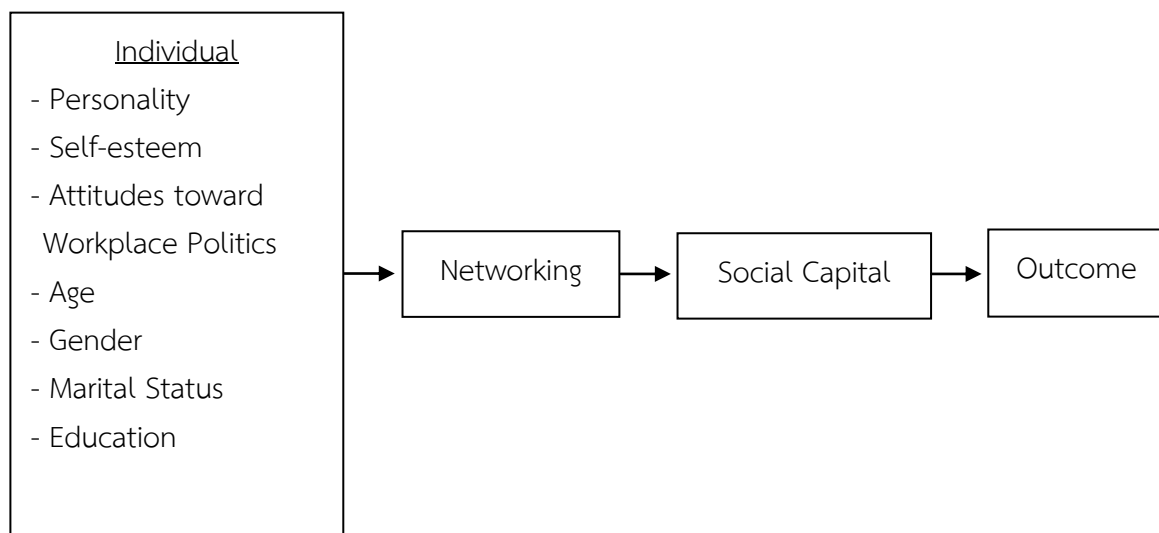 Individual
- Personality
- Self-esteem
- Attitudes toward
Workplace Politics
- Age
- Gender
- Marital Status
- Education
Networking
Social Capital
Outcome